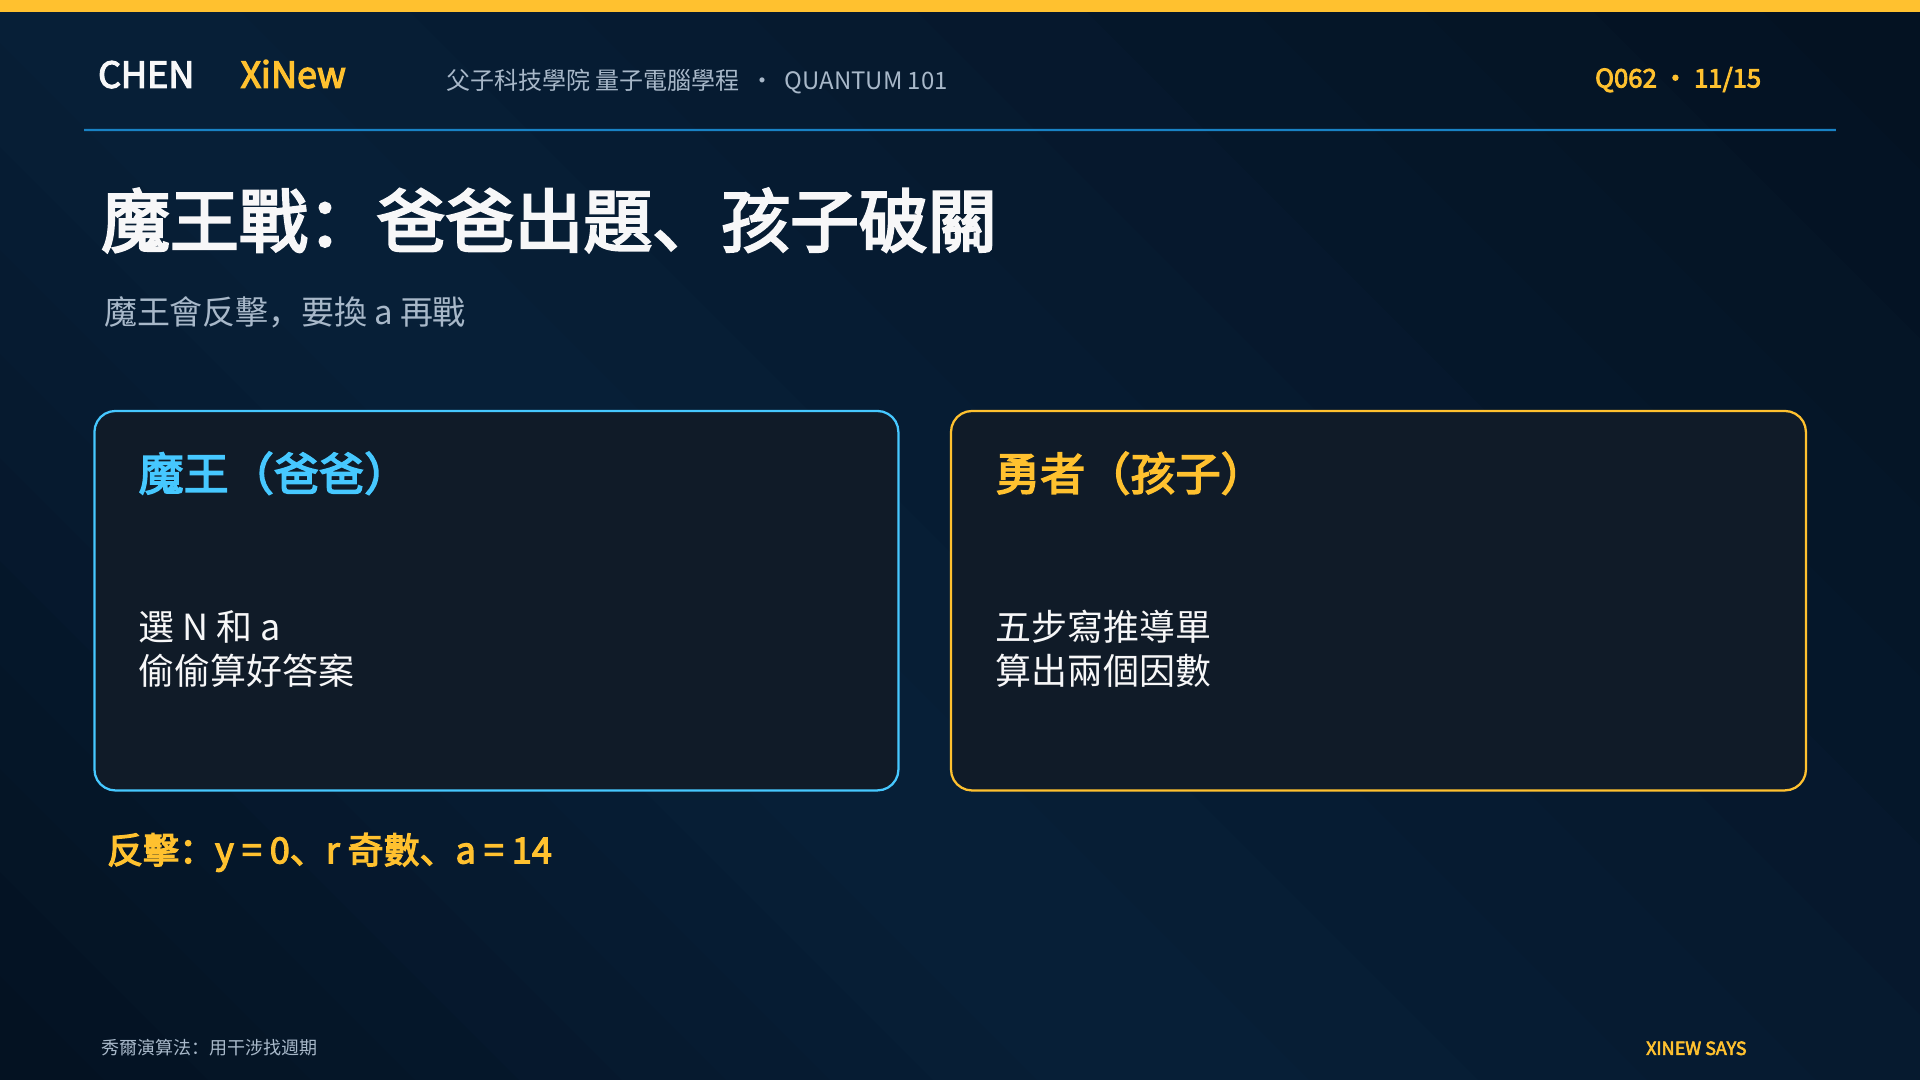 CHEN XiNew 父子科技學院 量子電腦學程 · QUANTUM 101 Q062 · 11/15
魔王戰：爸爸出題、孩子破關
魔王會反擊，要換 a 再戰
魔王（爸爸）
選 N 和 a
偷偷算好答案
勇者（孩子）
五步寫推導單
算出兩個因數
反擊：y = 0、r 奇數、a = 14
秀爾演算法：用干涉找週期
XINEW SAYS